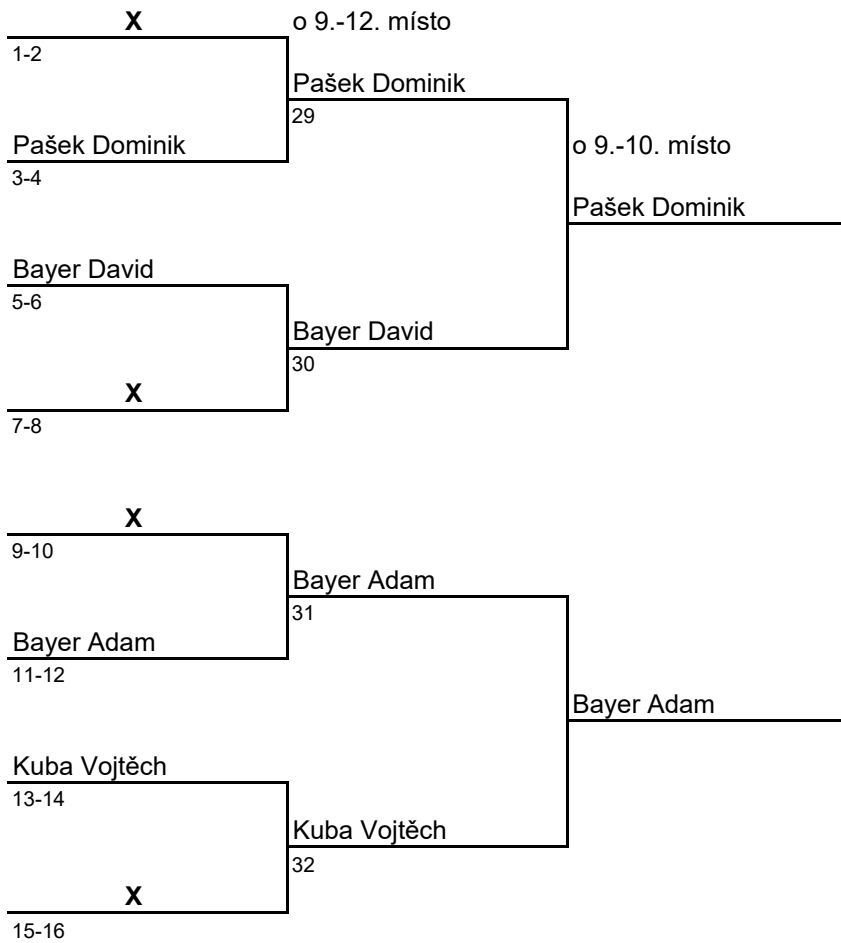 X
o 9.-12. místo
1-2
Pašek Dominik
29
Pašek Dominik
o 9.-10. místo
3-4
Pašek Dominik
Bayer David
5-6
Bayer David
30
X
7-8
X
9-10
Bayer Adam
31
Bayer Adam
11-12
Bayer Adam
Kuba Vojtěch
13-14
Kuba Vojtěch
32
X
15-16